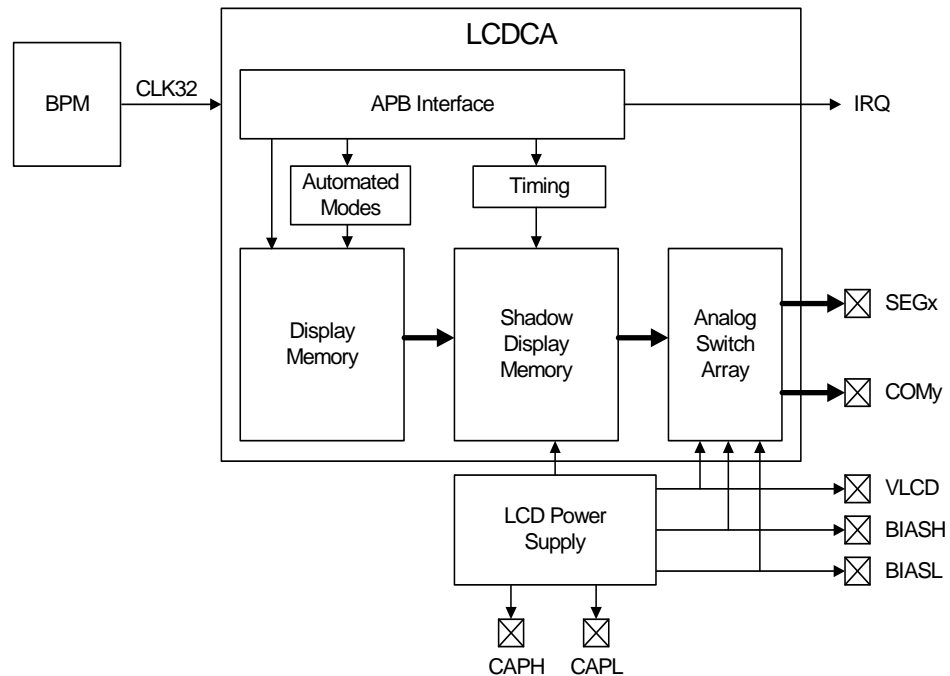 LCDCA
BPM
CLK32
APB Interface
IRQ
Automated
Modes
Timing
Display
Memory
Shadow
Display
Memory
Analog
Switch
Array
SEGx
COMy
LCD Power
Supply
VLCD
BIASH
BIASL
CAPH
CAPL